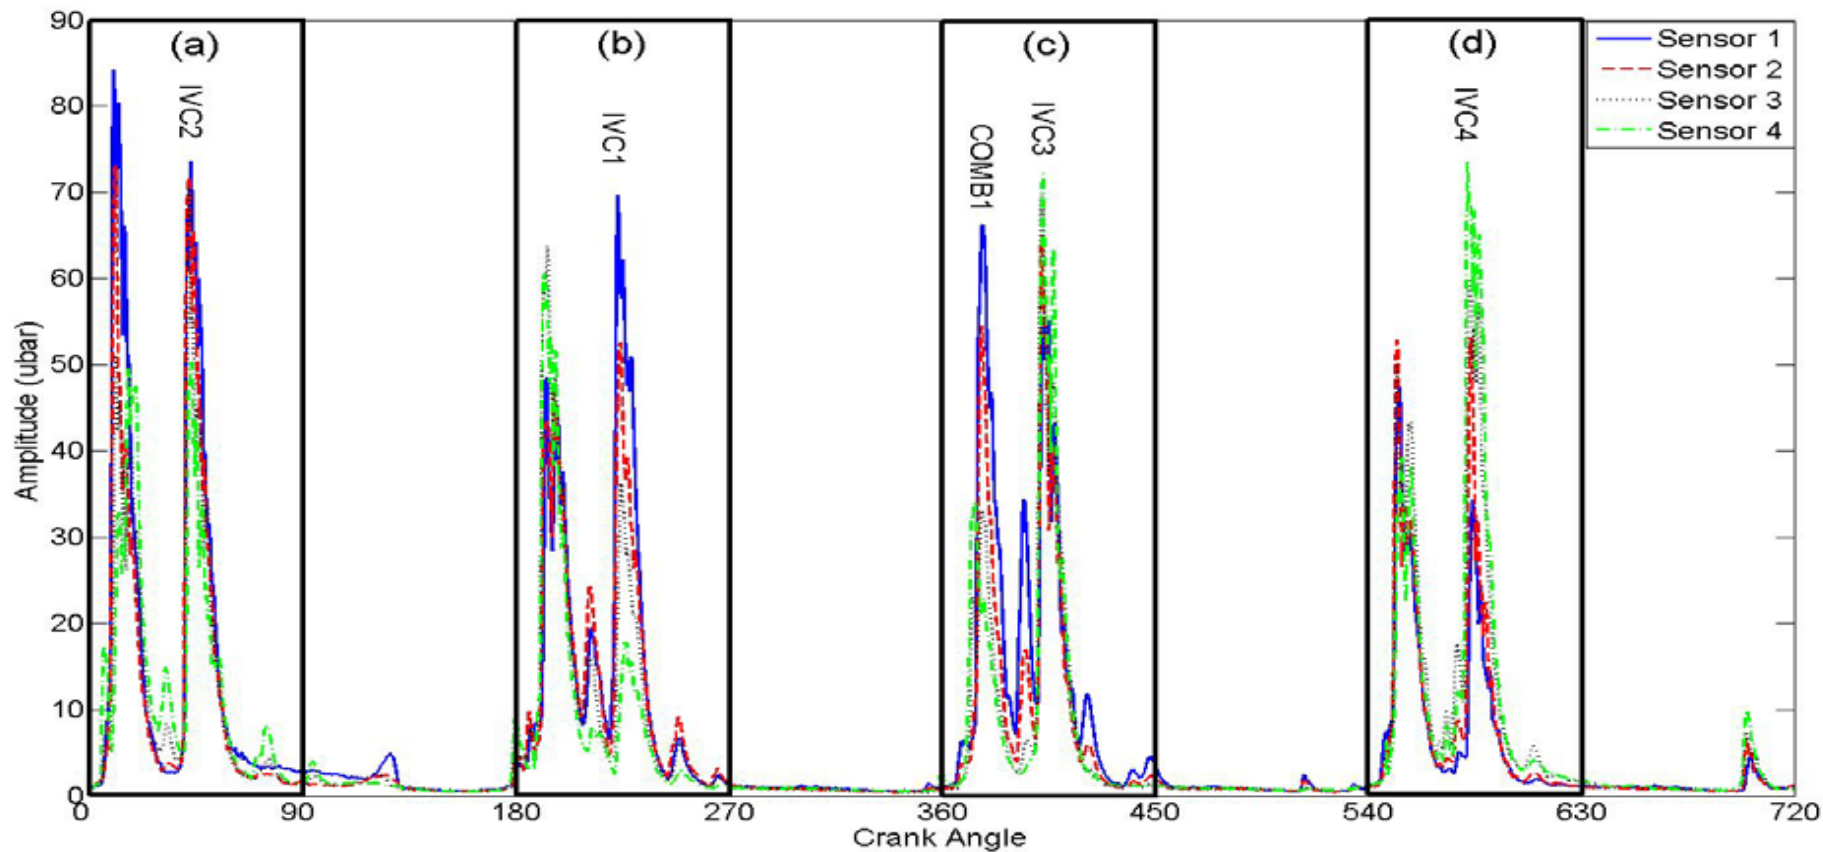 90
80
70
60
50
40
30
20
10
0
Amplitude (ubar)
(a)
(b)
(c)
(d)
IVC2
IVC1
COMB1
IVC3
IVC4
Sensor 1
Sensor 2
Sensor 3
Sensor 4
0
90
180
270
360
450
540
630
720
Crank Angle